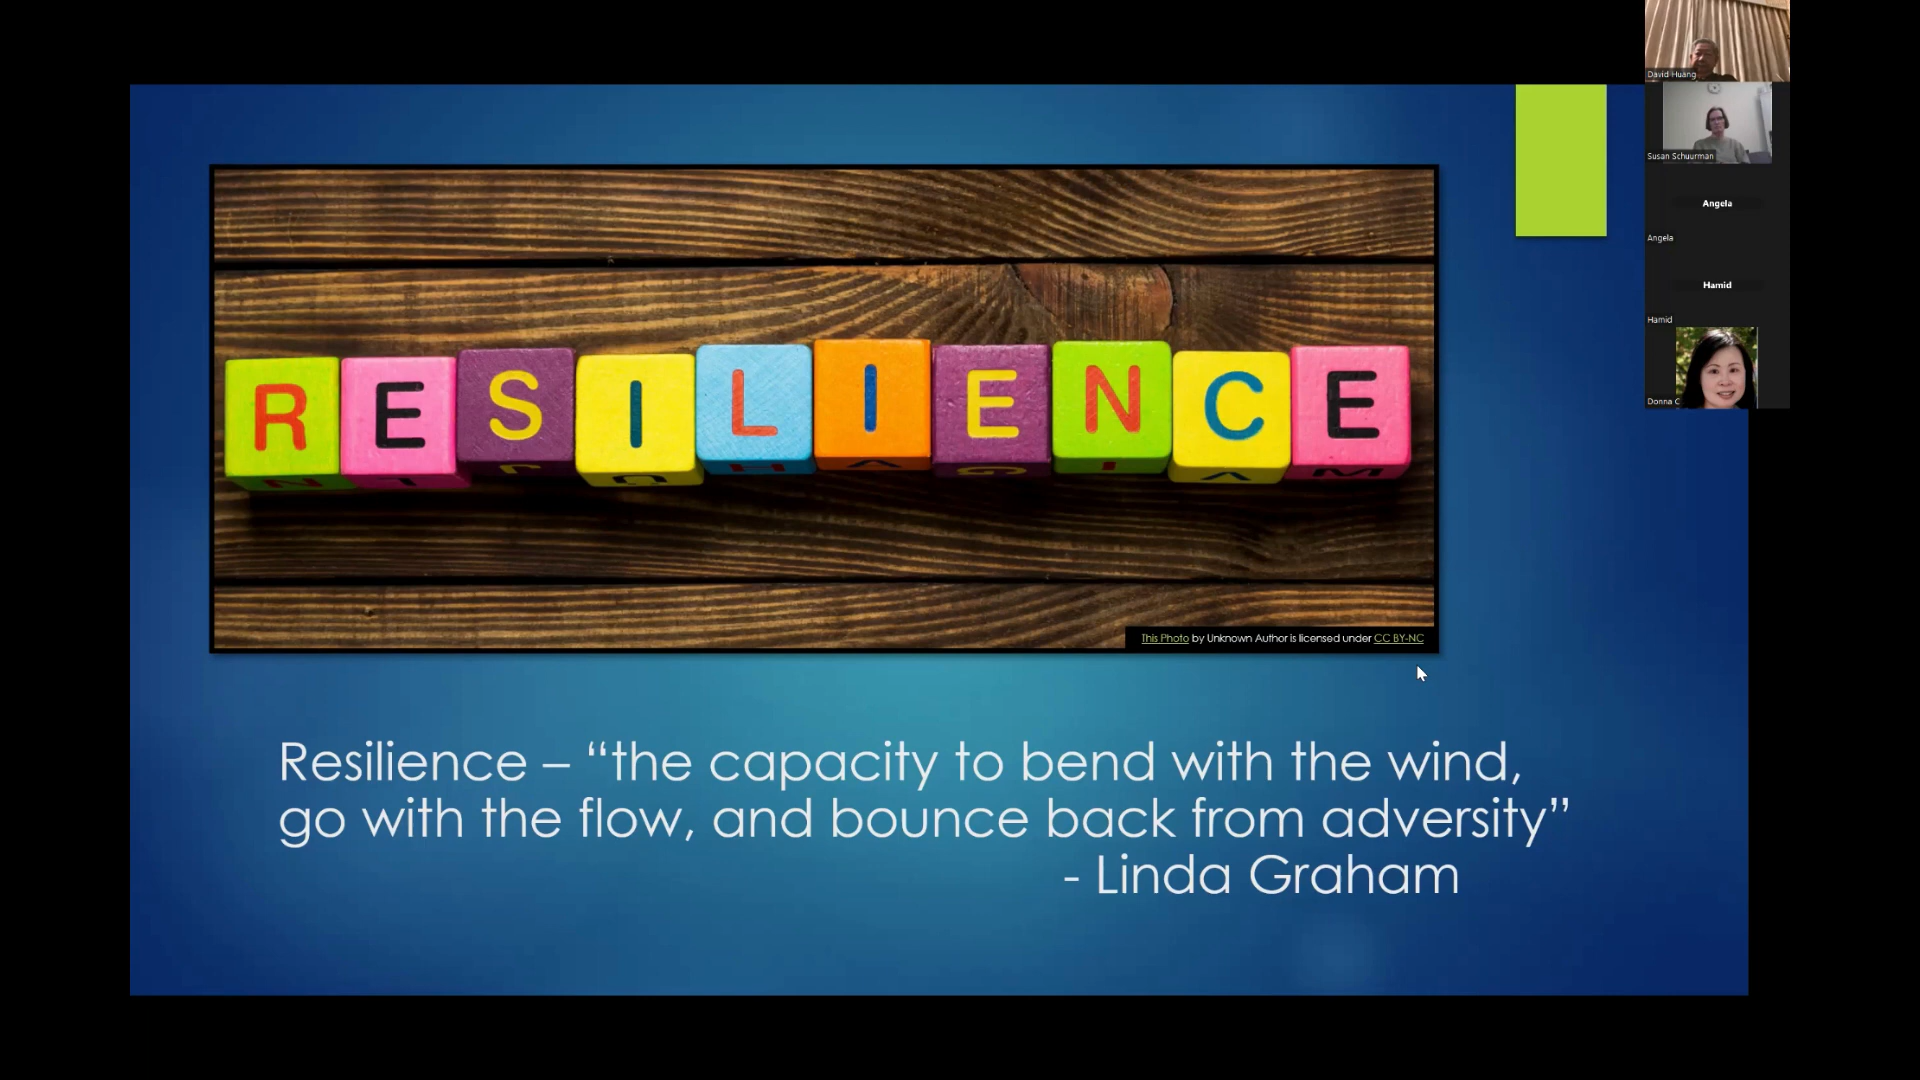 David Huang
Susan Schuurman
Angela
Angela
Hamid
Hamid
Donna C
RESILIENCE
This Photo by Unknown Author is licensed under CC BY-NC
Resilience – “the capacity to bend with the wind,
go with the flow, and bounce back from adversity”
- Linda Graham